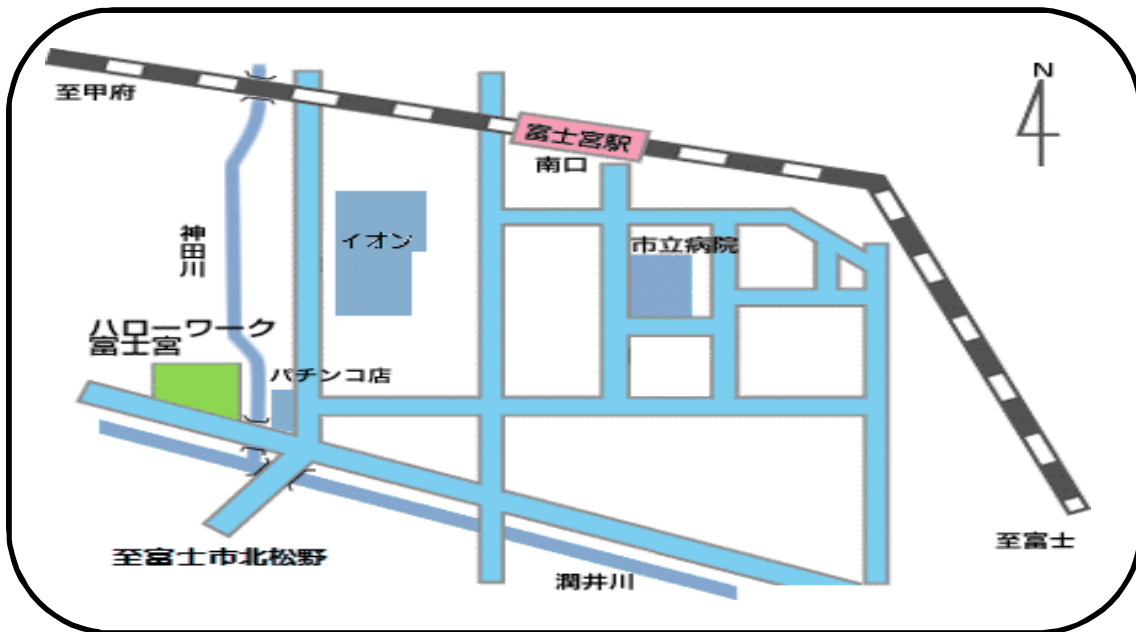 N
至甲府
富士宮駅
南口
神田川
イオン
市立病院
ハローワーク
富士宮
パチンコ店
至富士
至富士市北松野
潤井川